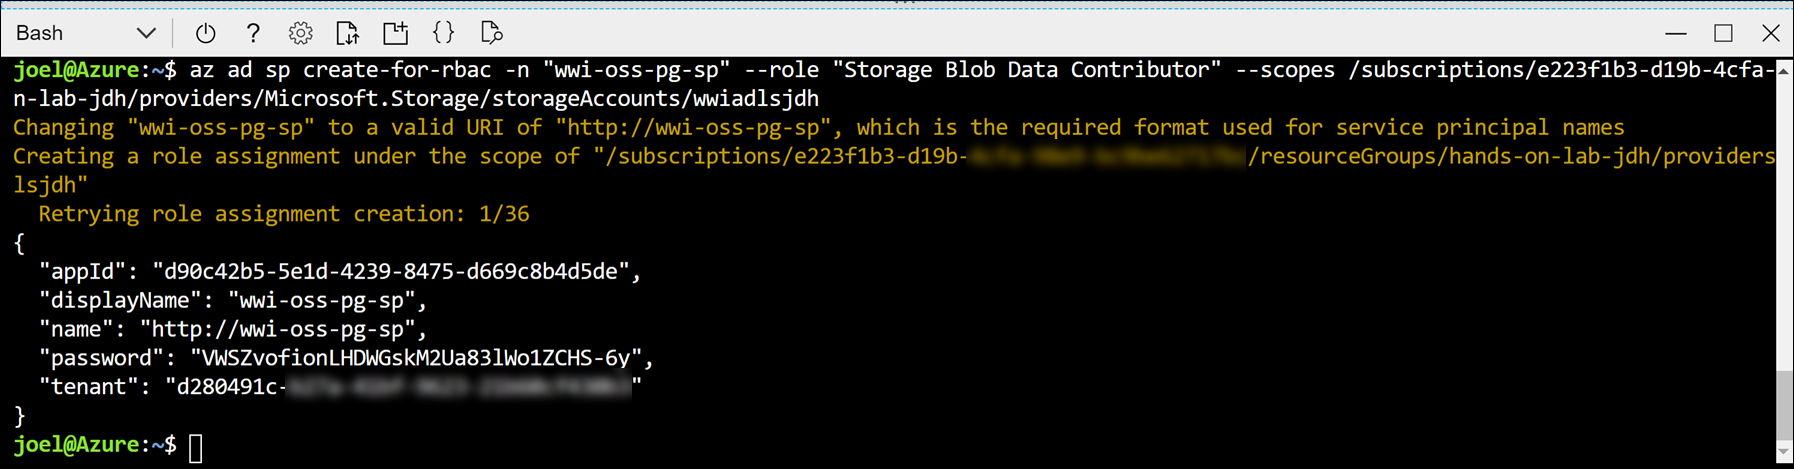 Bash
joel@Azure:~$ az ad sp create-for-rbac -n "wwi-oss-pg-sp" --role "Storage Blob Data Contributor" --scopes /subscriptions/e223f1b3-d19b-4cfa-
n-lab-jdh/providers/Microsoft.Storage/storageAccounts/wwiadlsjdh
Changing "wwi-oss-pg-sp" to a valid URI of "http://wwi-oss-pg-sp", which is the required format used for service principal names
Creating a role assignment under the scope of "/subscriptions/e223f1b3-d19b-/resourceGroups/hands-on-lab-jdh/providers
lsjdh"
Retrying role assignment creation: 1/36
{
"appId": "d90c42b5-5e1d-4239-8475-d669c8b4d5de",
"displayName": "wwi-oss-pg-sp",
"name": "http://wwi-oss-pg-sp",
"password": "VWSZvofionLHDWGskM2Ua83lWo1ZCHS-6y",
"tenant": "d280491c-"
}
joel@Azure:~$